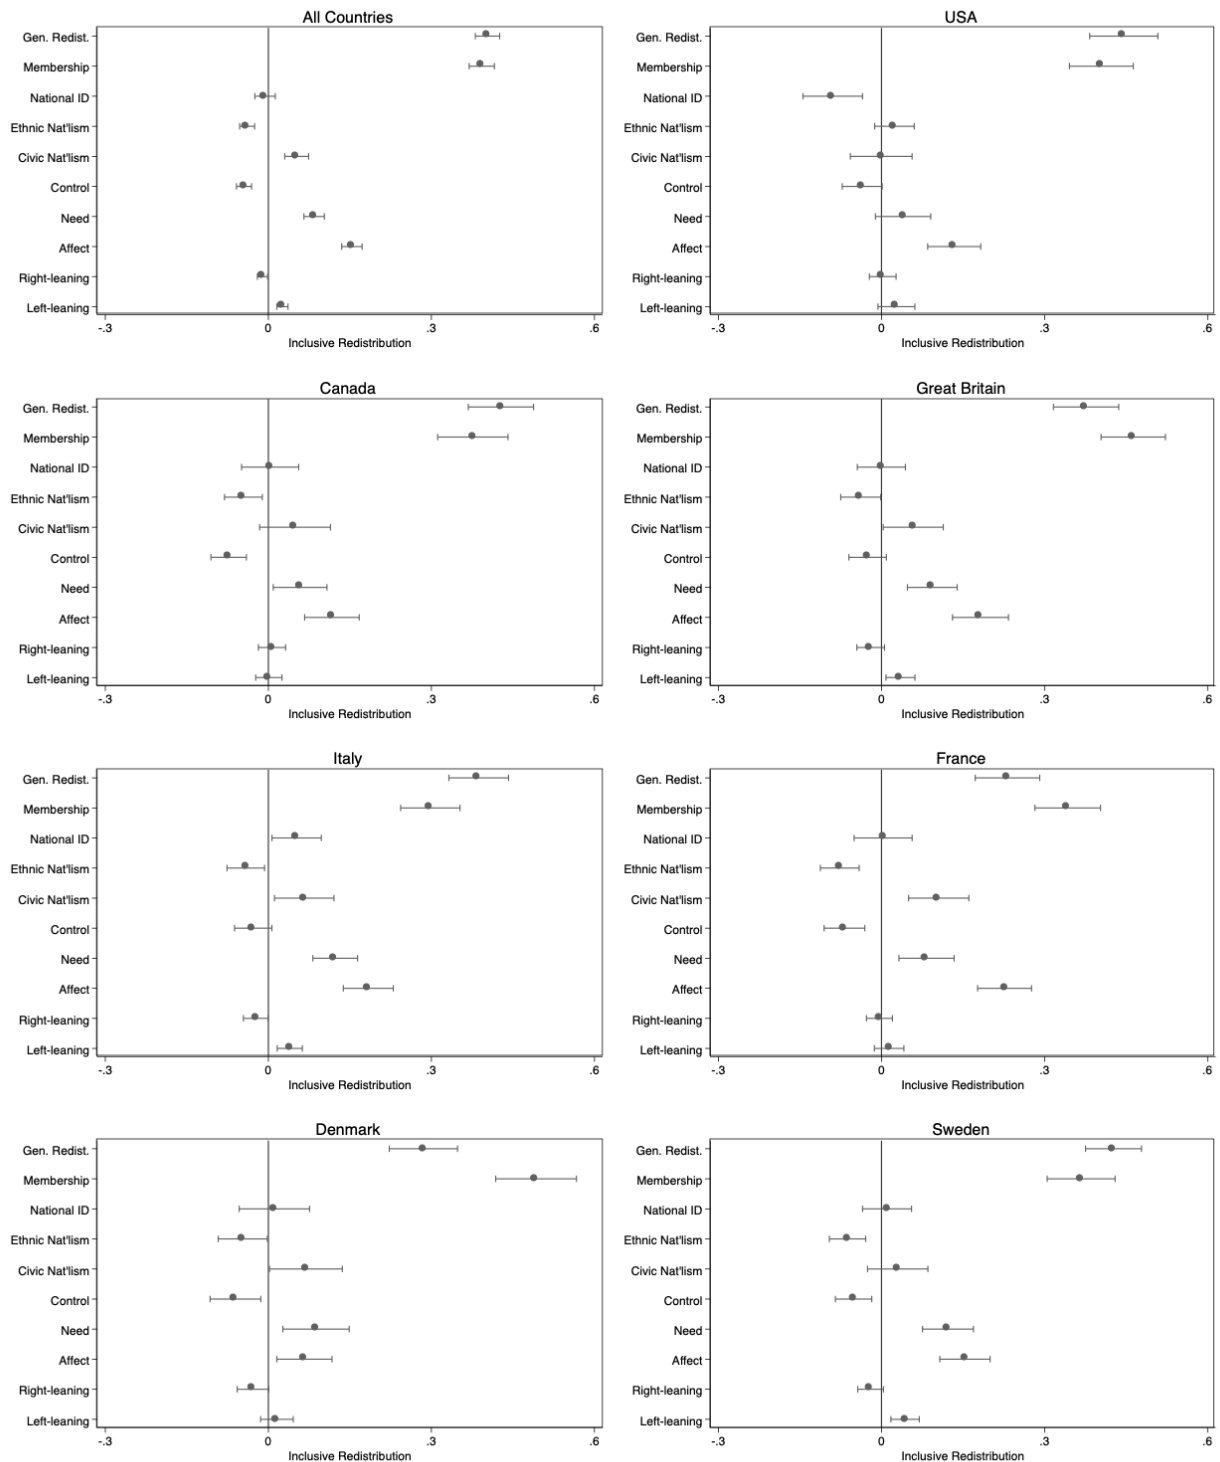 All Countries
Gen. Redist.
Membership
National ID
Ethnic Nat'lism
Civic Nat'lism
Control
Need
Affect
Right-leaning
Left-leaning
-.3 0 .3 .6
Inclusive Redistribution
USA
Gen. Redist.
Membership
National ID
Ethnic Nat'lism
Civic Nat'lism
Control
Need
Affect
Right-leaning
Left-leaning
-.3 0 .3 .6
Inclusive Redistribution
Canada
Gen. Redist.
Membership
National ID
Ethnic Nat'lism
Civic Nat'lism
Control
Need
Affect
Right-leaning
Left-leaning
-.3 0 .3 .6
Inclusive Redistribution
Great Britain
Gen. Redist.
Membership
National ID
Ethnic Nat'lism
Civic Nat'lism
Control
Need
Affect
Right-leaning
Left-leaning
-.3 0 .3 .6
Inclusive Redistribution
Italy
Gen. Redist.
Membership
National ID
Ethnic Nat'lism
Civic Nat'lism
Control
Need
Affect
Right-leaning
Left-leaning
-.3 0 .3 .6
Inclusive Redistribution
France
Gen. Redist.
Membership
National ID
Ethnic Nat'lism
Civic Nat'lism
Control
Need
Affect
Right-leaning
Left-leaning
-.3 0 .3 .6
Inclusive Redistribution
Denmark
Gen. Redist.
Membership
National ID
Ethnic Nat'lism
Civic Nat'lism
Control
Need
Affect
Right-leaning
Left-leaning
-.3 0 .3 .6
Inclusive Redistribution
Sweden
Gen. Redist.
Membership
National ID
Ethnic Nat'lism
Civic Nat'lism
Control
Need
Affect
Right-leaning
Left-leaning
-.3 0 .3 .6
Inclusive Redistribution